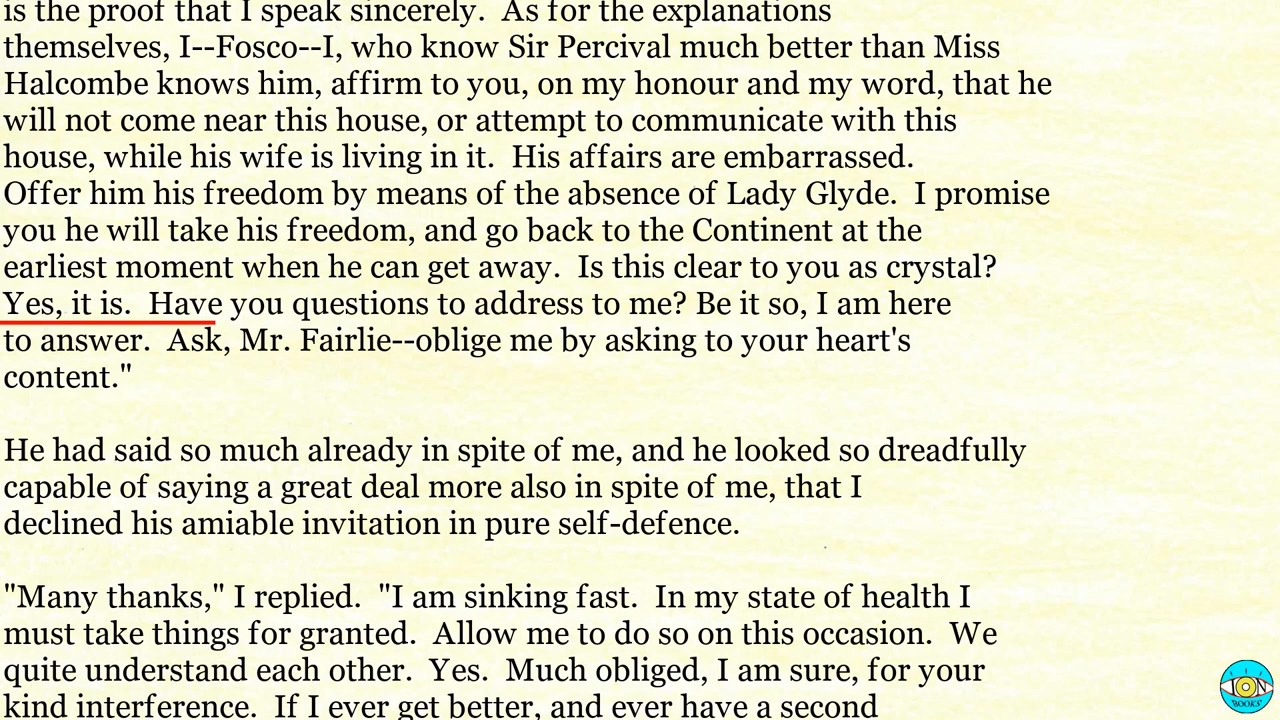 is the proof that I speak sincerely.  As for the explanations
themselves, I--Fosco--I, who know Sir Percival much better than Miss
Halcombe knows him, affirm to you, on my honour and my word, that he
will not come near this house, or attempt to communicate with this
house, while his wife is living in it.  His affairs are embarrassed.
Offer him his freedom by means of the absence of Lady Glyde.  I promise
you he will take his freedom, and go back to the Continent at the
earliest moment when he can get away.  Is this clear to you as crystal?
Yes, it is.  Have you questions to address to me? Be it so, I am here
to answer.  Ask, Mr. Fairlie--oblige me by asking to your heart's
content."
He had said so much already in spite of me, and he looked so dreadfully
capable of saying a great deal more also in spite of me, that I
declined his amiable invitation in pure self-defence.
"Many thanks," I replied.  "I am sinking fast.  In my state of health I
must take things for granted.  Allow me to do so on this occasion.  We
quite understand each other.  Yes.  Much obliged, I am sure, for your
kind interference.  If I ever get better, and ever have a second
ION
BOOKS